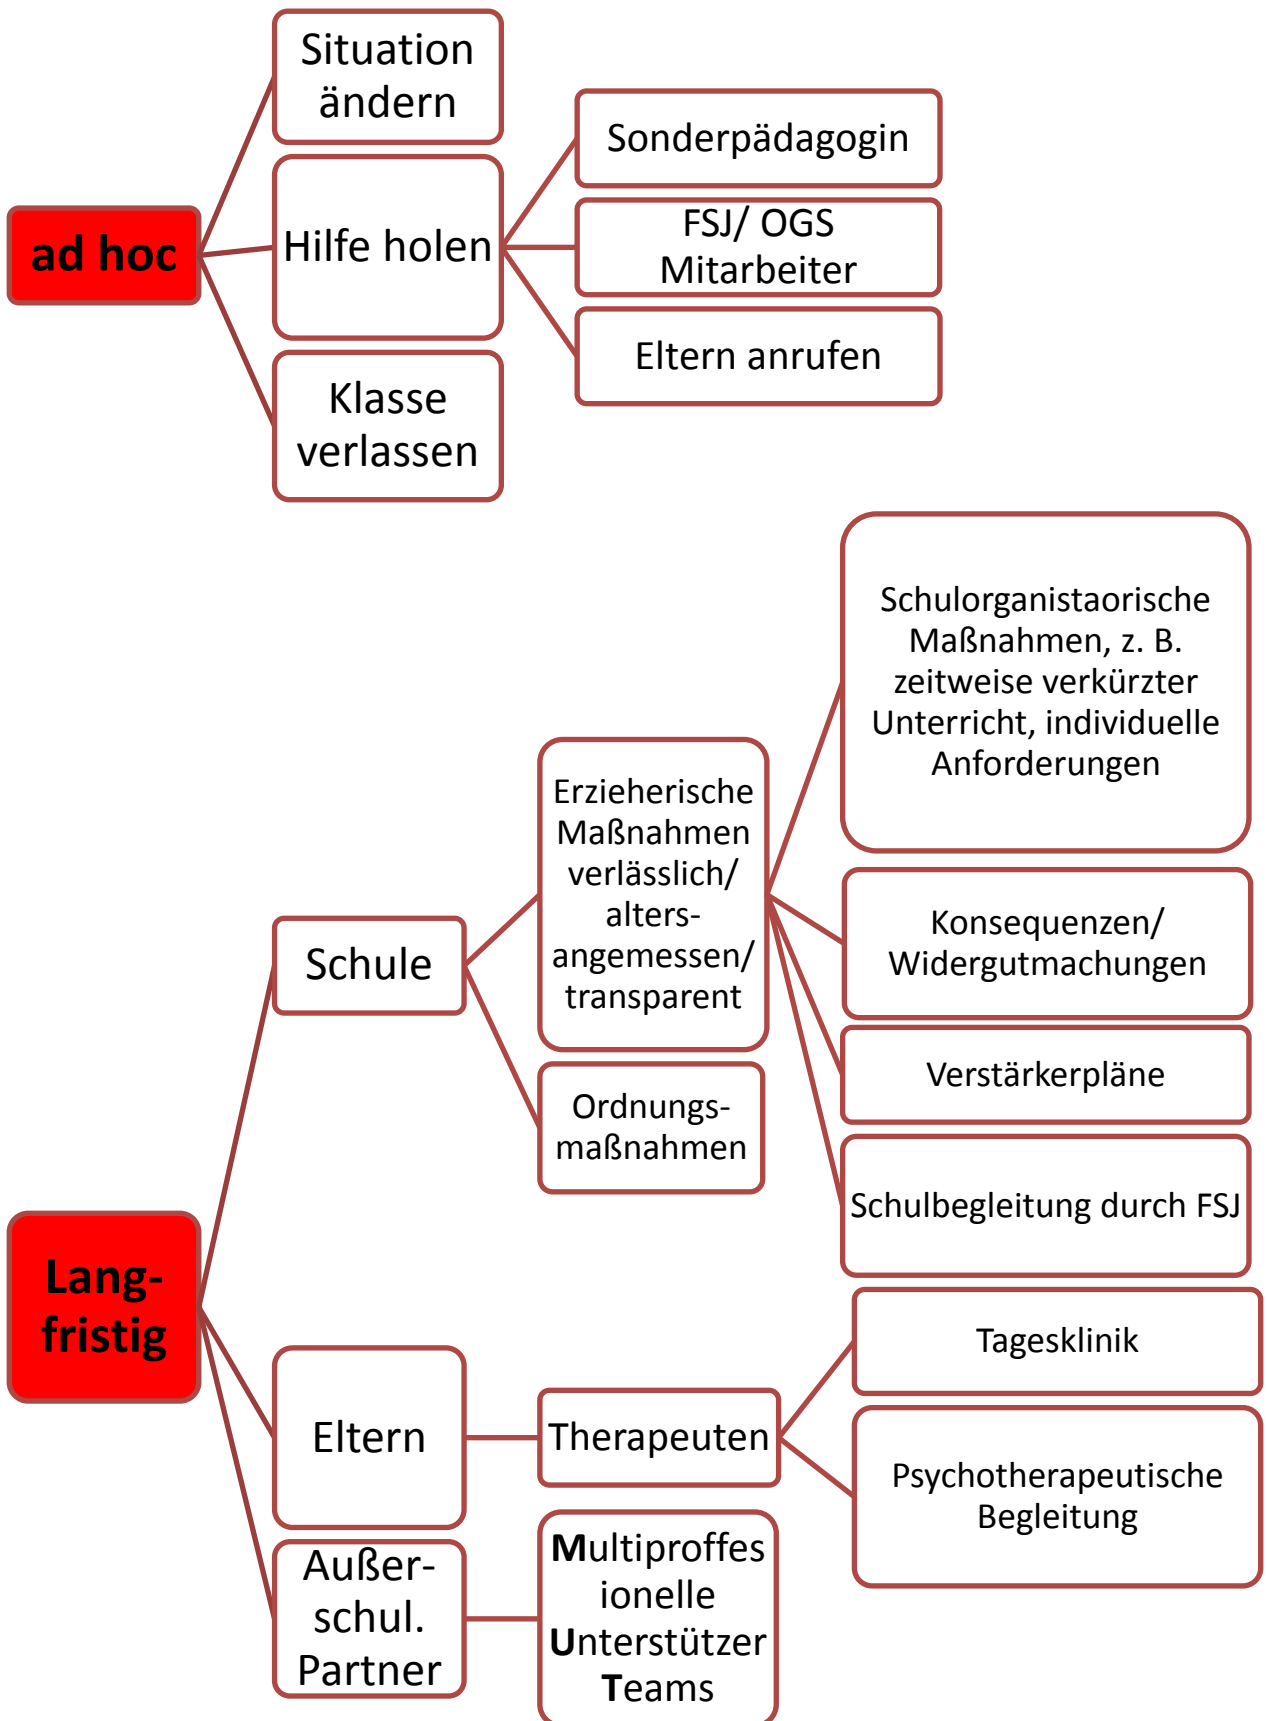 ad hoc
Situation
ändern
Hilfe holen
Sonderpädagogin
FSJ/ OGS
Mitarbeiter
Eltern anrufen
Klasse
verlassen
Lang-
fristig
Schule
Erzieherische
Maßnahmen
verlässlich/
alters-
angemessen/
transparent
Schulorganistaorische
Maßnahmen, z. B.
zeitweise verkürzter
Unterricht, individuelle
Anforderungen
Konsequenzen/
Widergutmachungen
Verstärkerpläne
Schulbegleitung durch FSJ
Ordnungs-
maßnahmen
Eltern
Therapeuten
Tagesklinik
Psychotherapeutische
Begleitung
Außer-
schul.
Partner
Multiproffes
ionelle
Unterstützer
Teams